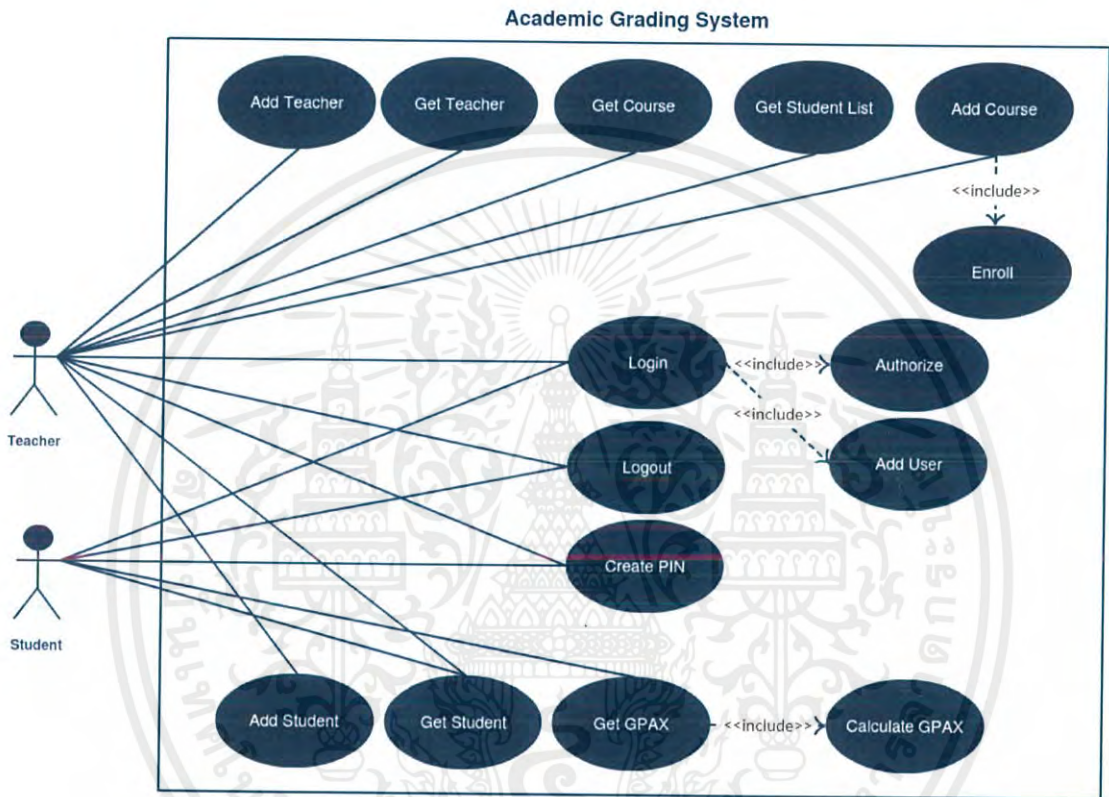 Academic Grading System
Add Teacher
Get Teacher
Get Course
Get Student List
Add Course
<<include>>
Enroll
Login
<<include>>
Authorize
<<include>>
Teacher
Logout
Add User
Create PIN
Student
Add Student
Get Student
Get GPAX
<<include>>
Calculate GPAX